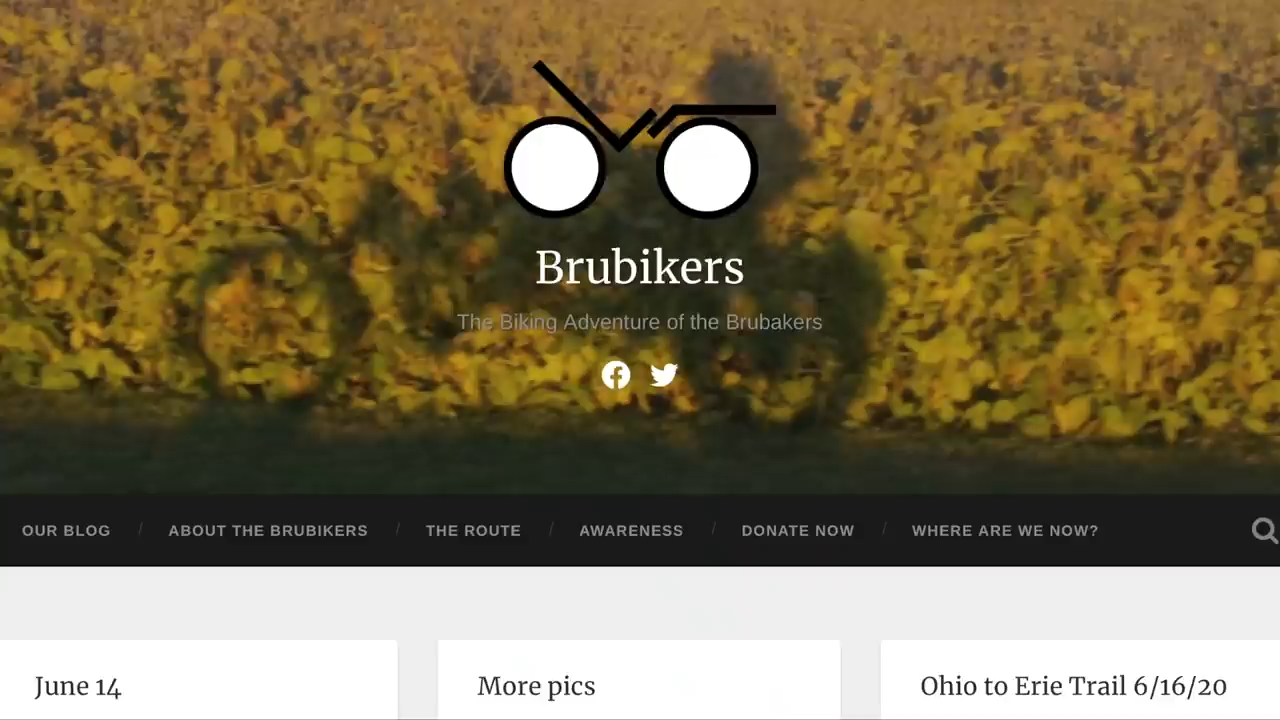 Brubikers
The Biking Adventure of the Brubakers
OUR BLOG / ABOUT THE BRUBIKERS / THE ROUTE / AWARENESS / DONATE NOW / WHERE ARE WE NOW?
June 14
More pics
Ohio to Erie Trail 6/16/20